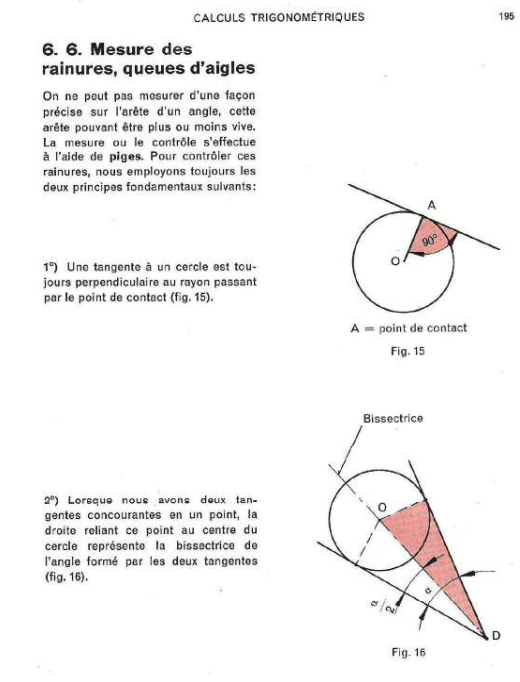 CALCULS TRIGONOMÉTRIQUES 195
6. 6. Mesure des
rainures, queues d'aigles
On ne peut pas mesurer d'une façon
précise sur l'arête d'un angle, cette
arête pouvant être plus ou moins vive.
La mesure ou le contrôle s'effectue
à l'aide de piges. Pour contrôler ces
rainures, nous employons toujours les
deux principes fondamentaux suivants:
1°) Une tangente à un cercle est tou-
jours perpendiculaire au rayon passant
par le point de contact (fig. 15).
A
90°
O
A = point de contact
Fig. 15
2°) Lorsque nous avons deux tan-
gentes concourantes en un point, la
droite reliant ce point au centre du
cercle représente la bissectrice de
l'angle formé par les deux tangentes
(fig. 16).
Bissectrice
O
α/2
α
D
Fig. 16